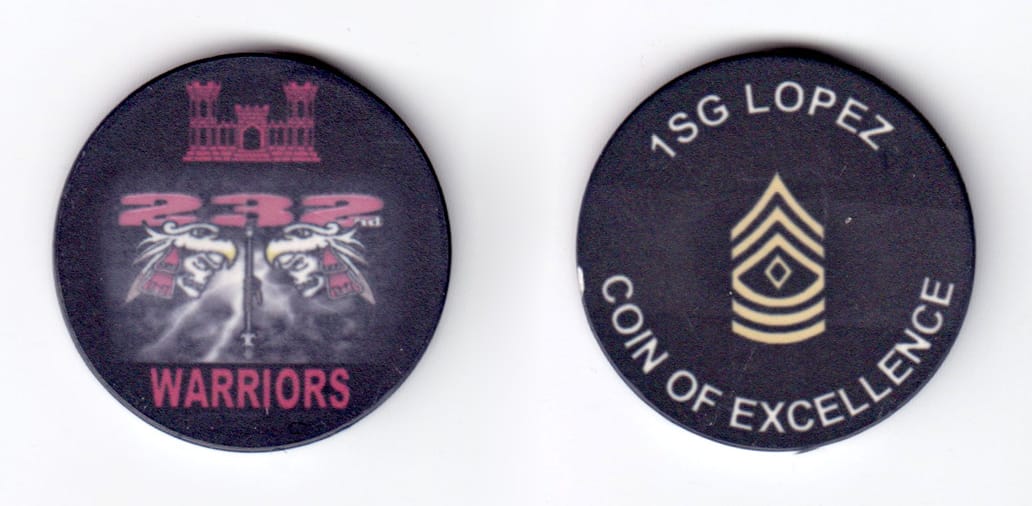 232nd
WARRIORS
1SG LOPEZ
COIN OF EXCELLENCE